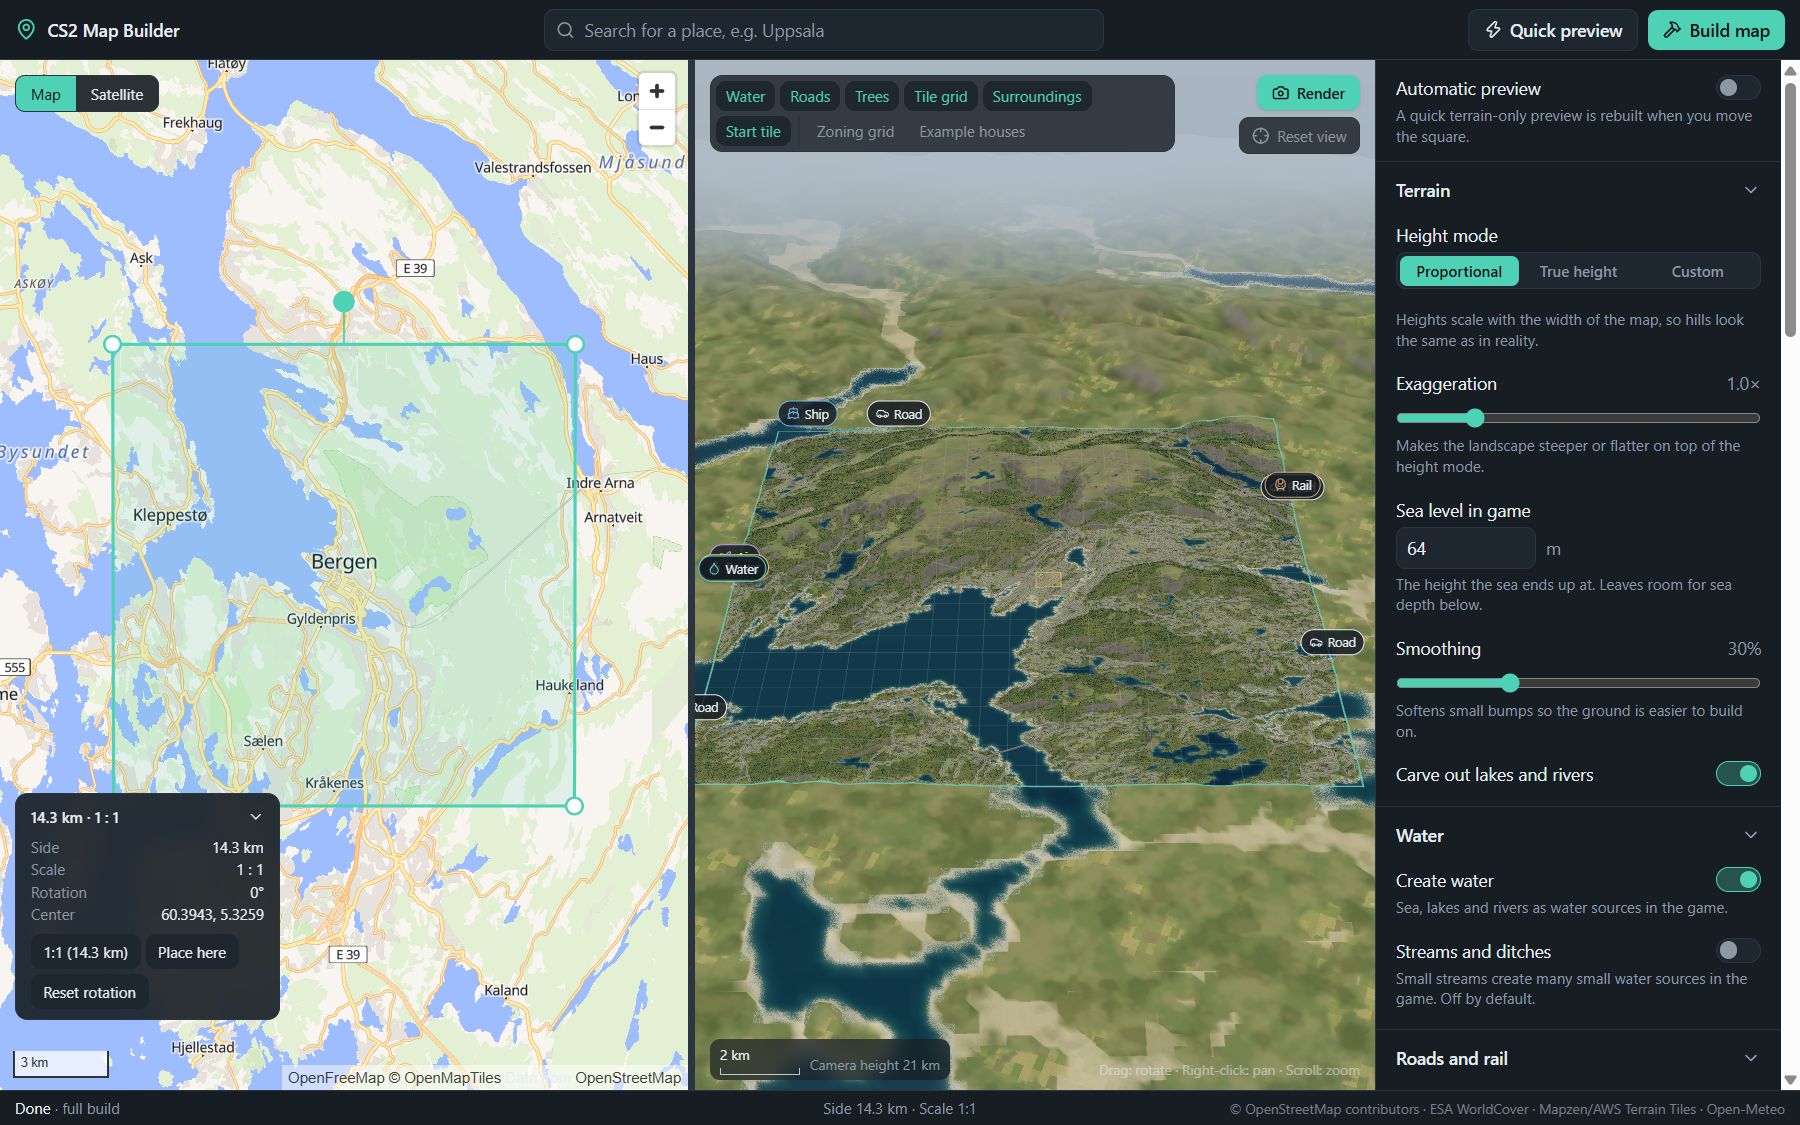 CS2 Map Builder
Search for a place, e.g. Uppsala
Quick preview
Build map
Map
Satellite
Flatøy
Frekhaug
Valestrandsfossen
Mjåsund
Ask
ASKØY
E 39
Haus
Bysundet
Indre Arna
Kleppestø
Arnatveit
Bergen
Gyldenpris
555
Haukeland
Sælen
Kråkenes
14.3 km · 1 : 1
Side
14.3 km
Scale
1 : 1
Rotation
0°
Center
60.3943, 5.3259
1:1 (14.3 km)
Place here
Reset rotation
E 39
Kaland
Hjellestad
3 km
OpenFreeMap © OpenMapTiles Data from OpenStreetMap
Water
Roads
Trees
Tile grid
Surroundings
Start tile
Zoning grid
Example houses
Render
Reset view
Ship
Road
Rail
Water
Road
Road
2 km
Camera height 21 km
Drag: rotate · Right-click: pan · Scroll: zoom
Automatic preview
A quick terrain-only preview is rebuilt when you move
the square.
Terrain
Height mode
Proportional
True height
Custom
Heights scale with the width of the map, so hills look
the same as in reality.
Exaggeration
1.0×
Makes the landscape steeper or flatter on top of the
height mode.
Sea level in game
64
m
The height the sea ends up at. Leaves room for sea
depth below.
Smoothing
30%
Softens small bumps so the ground is easier to build
on.
Carve out lakes and rivers
Water
Create water
Sea, lakes and rivers as water sources in the game.
Streams and ditches
Small streams create many small water sources in the
game. Off by default.
Roads and rail
Done · full build
Side 14.3 km · Scale 1:1
© OpenStreetMap contributors · ESA WorldCover · Mapzen/AWS Terrain Tiles · Open-Meteo